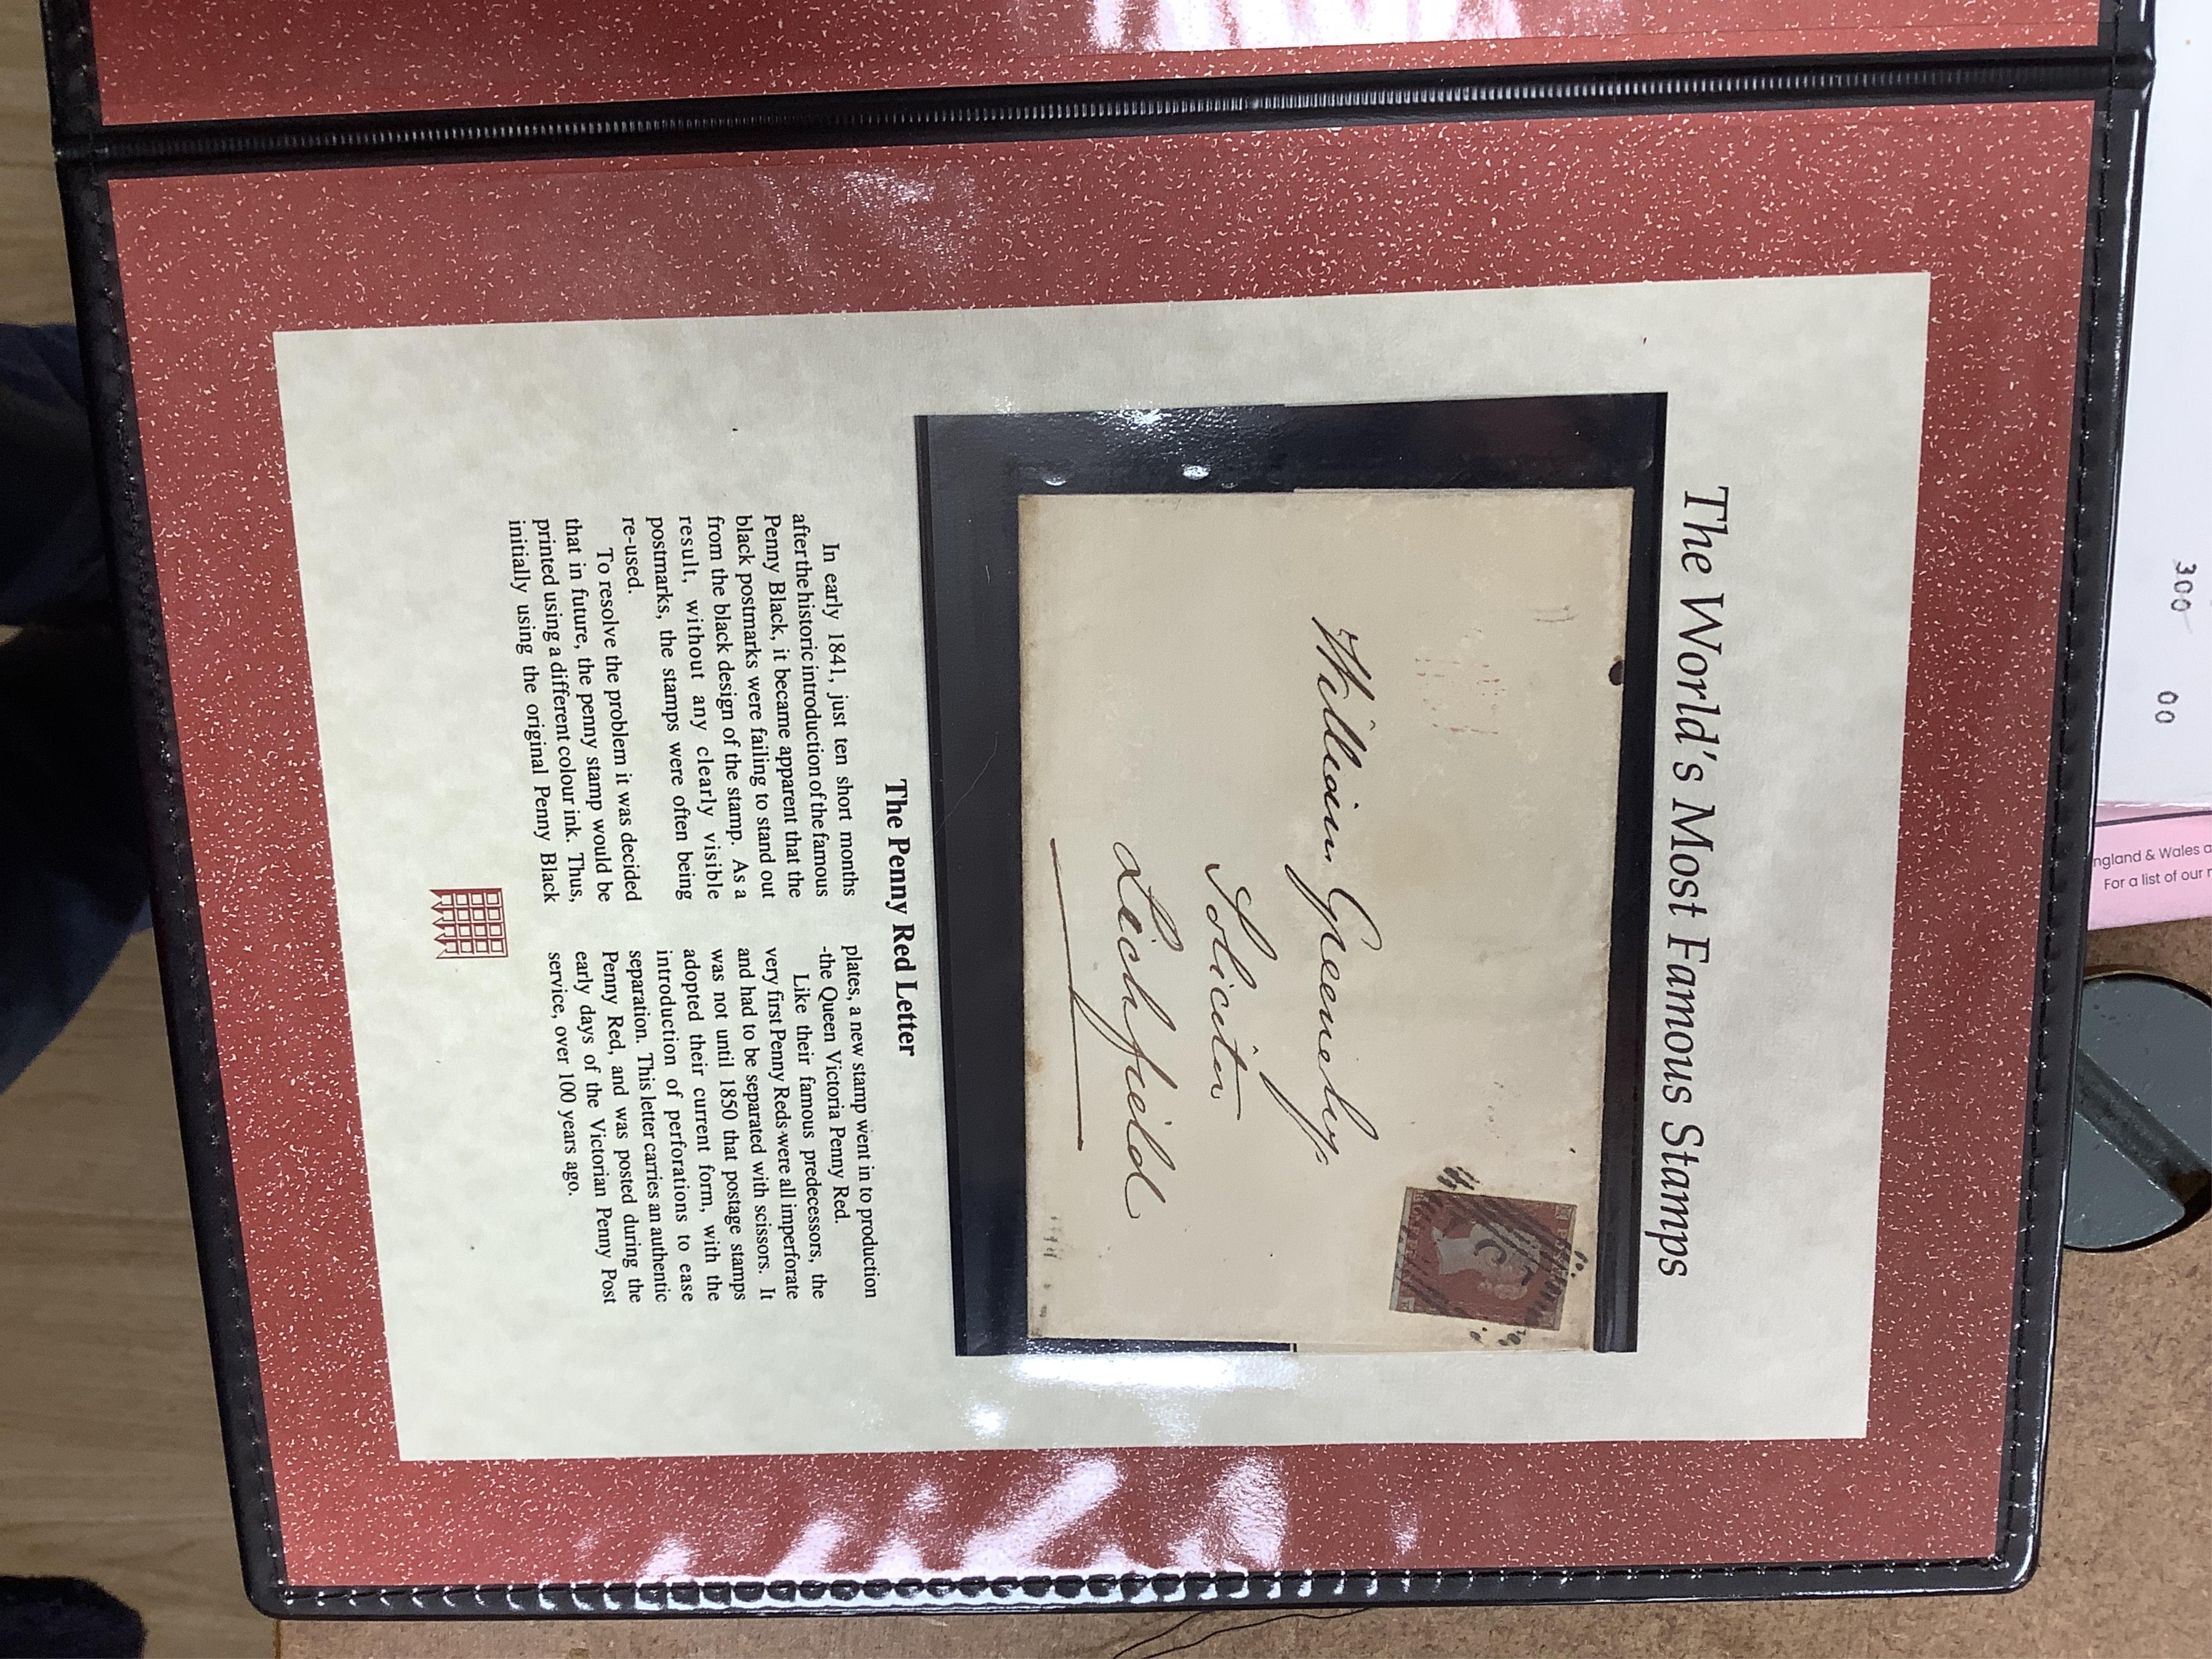 The World's Most Famous Stamps
William Greene
Solicitor
Lichfield
The Penny Red Letter
In early 1841, just ten short months
after the historic introduction of the famous
Penny Black, it became apparent that the
black postmarks were failing to stand out
from the black design of the stamp. As a
result, without any clearly visible
postmarks, the stamps were often being
re-used.
To resolve the problem it was decided
that in future, the penny stamp would be
printed using a different colour ink. Thus,
initially using the original Penny Black
plates, a new stamp went in to production
-the Queen Victoria Penny Red.
Like their famous predecessors, the
very first Penny Reds were all imperforate
and had to be separated with scissors. It
was not until 1850 that postage stamps
adopted their current form, with the
introduction of perforations to ease
separation. This letter carries an authentic
Penny Red, and was posted during the
early days of the Victorian Penny Post
service, over 100 years ago.
300 00
ngland & Wales a
For a list of our